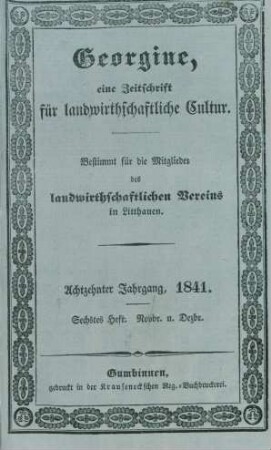 Georgine,
eine Zeitschrift
für landwirthschaftliche Cultur.
Bestimmt für die Mitglieder
des
landwirthschaftlichen Vereins
in Litthauen.
Achtzehnter Jahrgang, 1841.
Sechstes Heft. Novbr. u. Dezbr.
Gumbinnen,
gedruckt in der Krauseneckschen Reg.-Buchdruckerei.